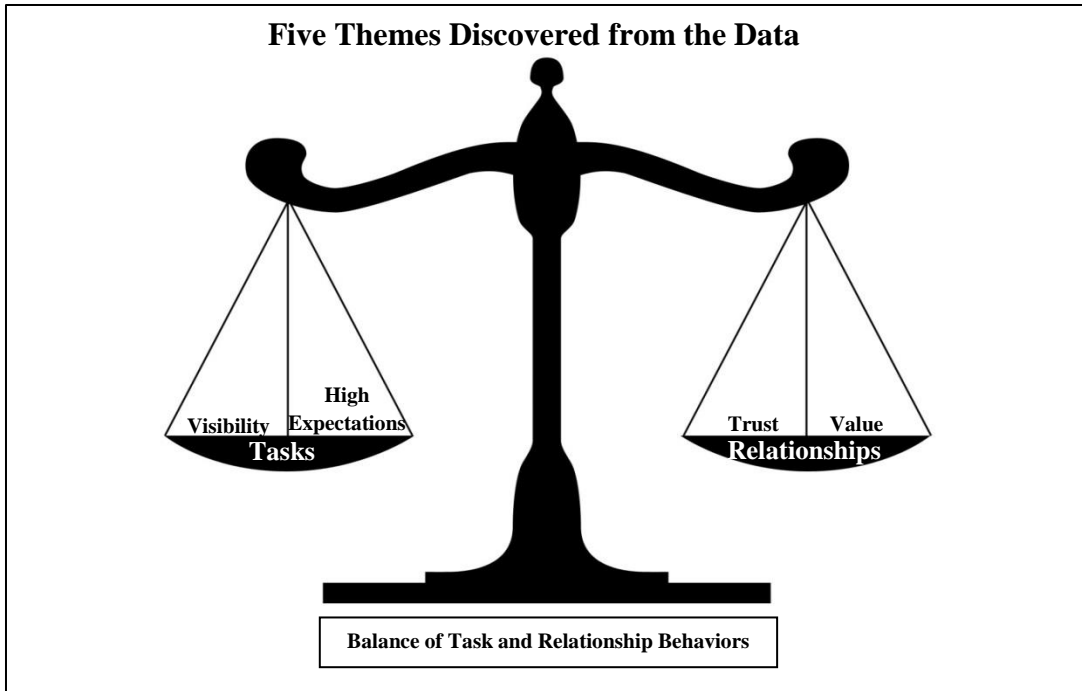 Five Themes Discovered from the Data
High
Visibility Expectations
Tasks
Trust Value
Relationships
Balance of Task and Relationship Behaviors